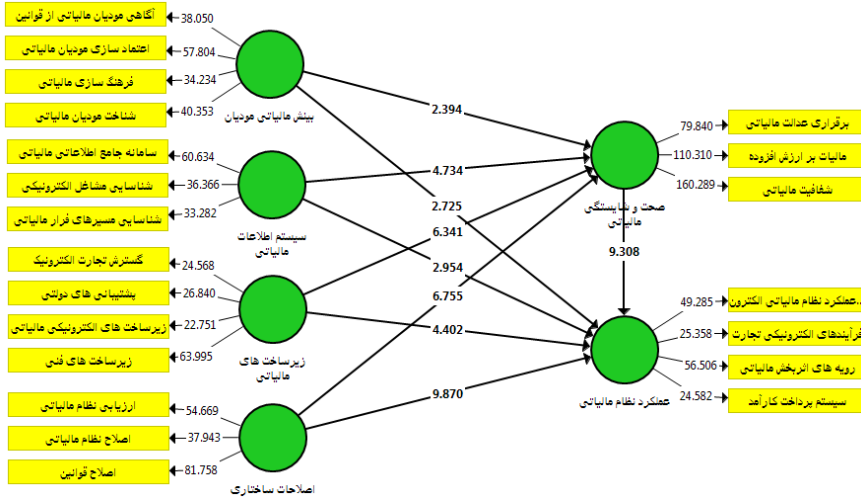 آگاهی مودیان مالیاتی از قوانین
38.050
اعتماد سازی مودیان مالیاتی
57.804
فرهنگ سازی مالیاتی
34.234
شناخت مودیان مالیاتی
40.353
بینش مالیاتی مودیان
سامانه جامع اطلاعاتی مالیاتی
60.634
شناسایی مشاغل الکترونیکی
36.366
شناسایی مسیرهای فرار مالیاتی
33.282
سیستم اطلاعات
مالیاتی
گسترش تجارت الکترونیک
24.568
پشتیبانی های دولتی
26.840
زیرساخت های الکترونیکی مالیاتی
22.751
زیرساخت های فنی
63.995
زیرساخت های
مالیاتی
ارزیابی نظام مالیاتی
54.669
اصلاح نظام مالیاتی
37.943
اصلاح قوانین
81.758
اصلاحات ساختاری
2.394
4.734
2.725
6.341
2.954
6.755
4.402
9.870
9.308
79.840
برقراری عدالت مالیاتی
110.310
مالیات بر ارزش افزوده
160.289
شفافیت مالیاتی
صحت و شایستگی
مالیاتی
49.285
عملکرد نظام مالیاتی الکترون...
25.358
فرآیندهای الکترونیکی تجارت
56.506
رویه های اثربخش مالیاتی
24.582
سیستم پرداخت کارآمد
عملکرد نظام مالیاتی